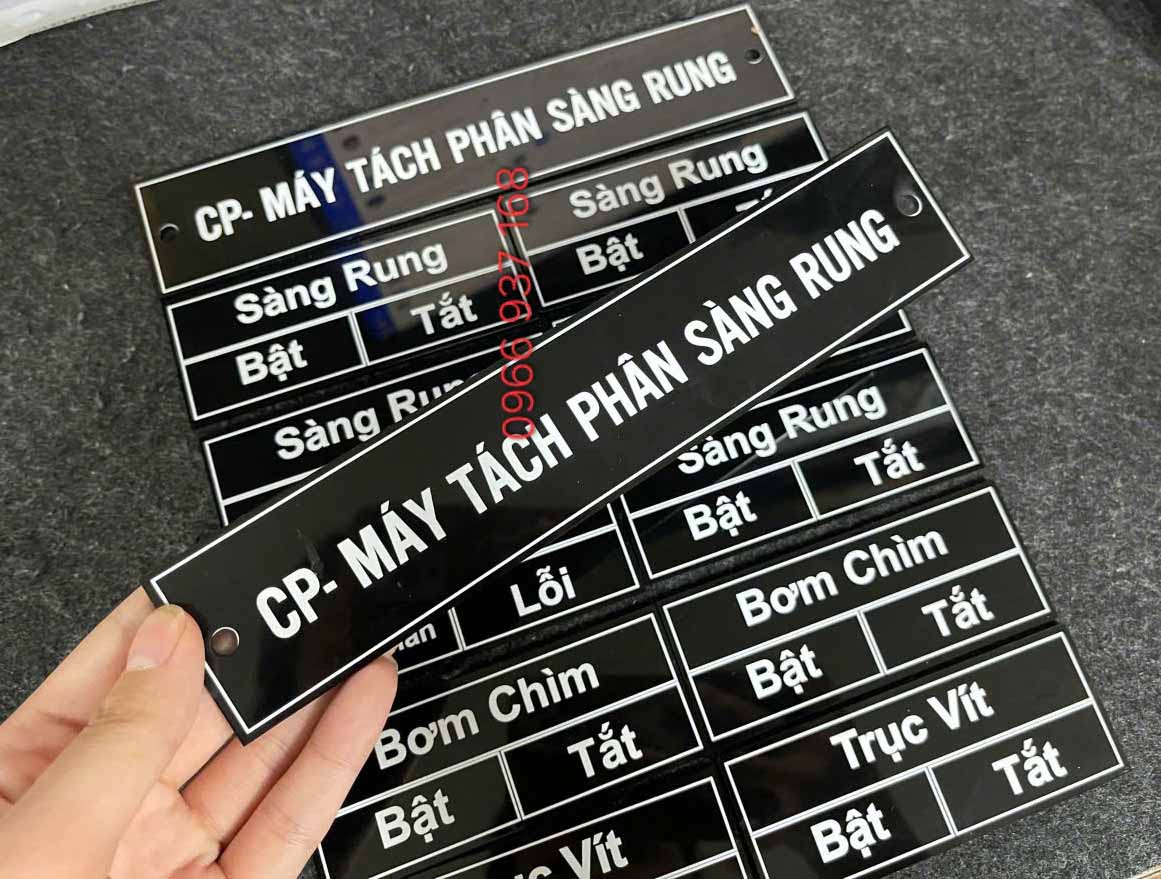 CP- MÁY TÁCH PHÂN SÀNG RUNG
Sàng Rung
Bật
Sàng Rung
Bật
Tắt
0966 937 168
CP- MÁY TÁCH PHÂN SÀNG RUNG
Sàng
Sàng Rung
Bật
Tắt
Lỗi
Bơm Chìm
Bật
Tắt
Bơm Chìm
Bật
Tắt
Trục Vít
Bật
Tắt
Vít